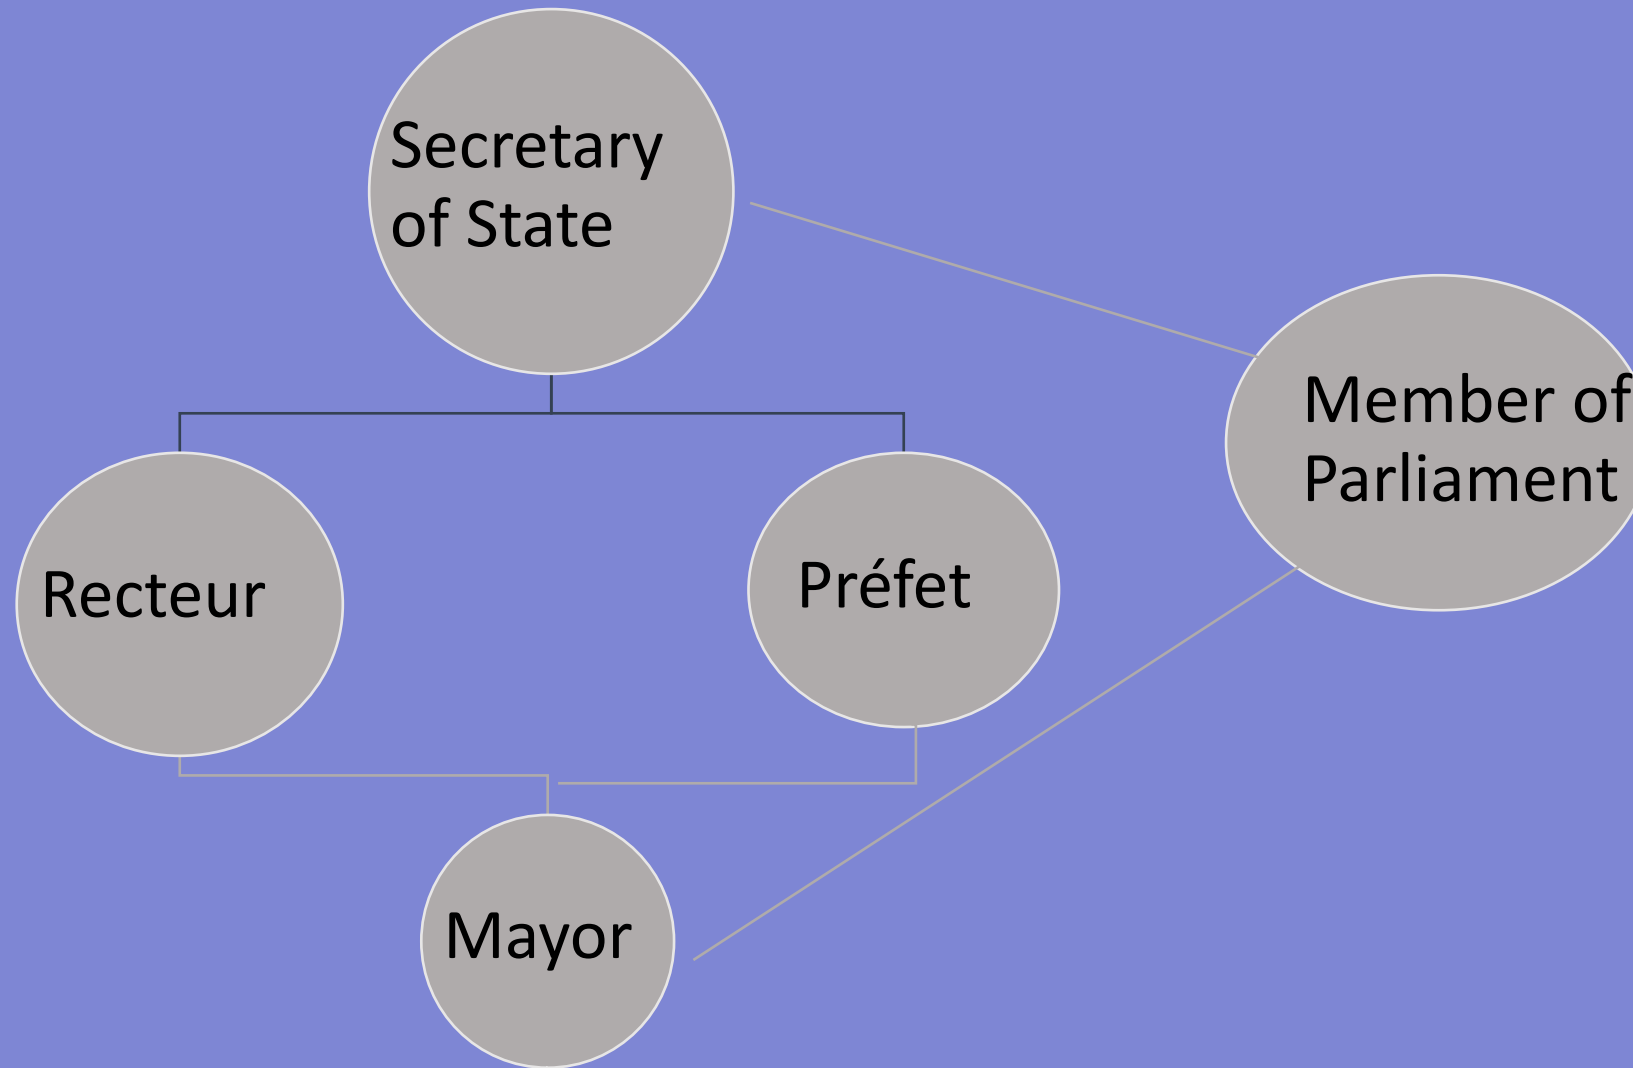 Secretary
of State
Member of
Parliament
Recteur
Préfet
Mayor